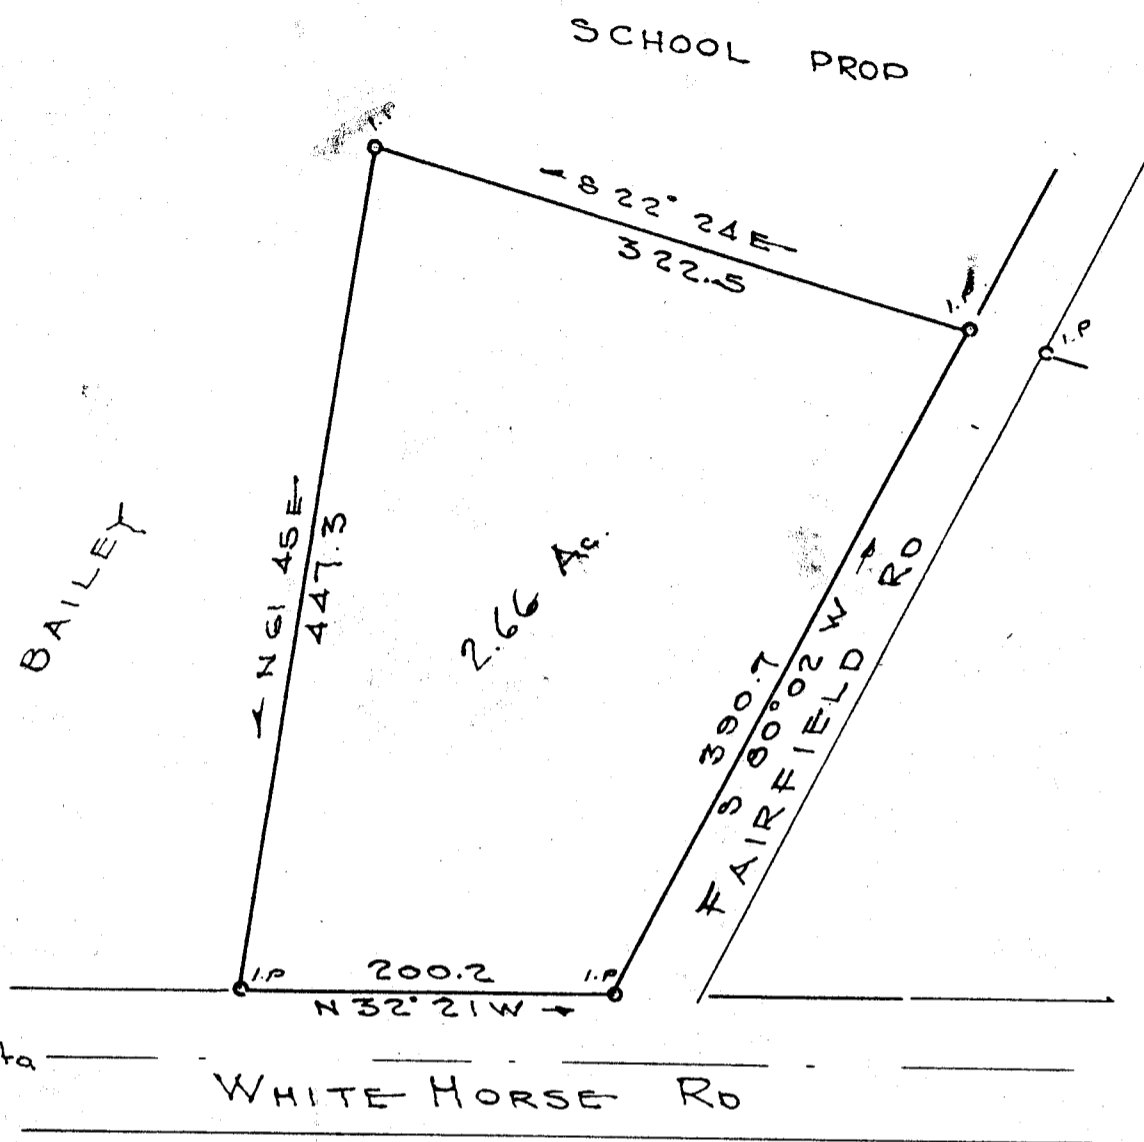 SCHOOL PROP
I.P
S 22° 24 E
322.5
I.P.
I.P
N 61 45 E
447.3
BAILEY
2.66 Ac.
390.7
S 80°02 W
FAIRFIELD RD
I.P
200.2
I.P
N 32° 21 W
WHITE HORSE RD